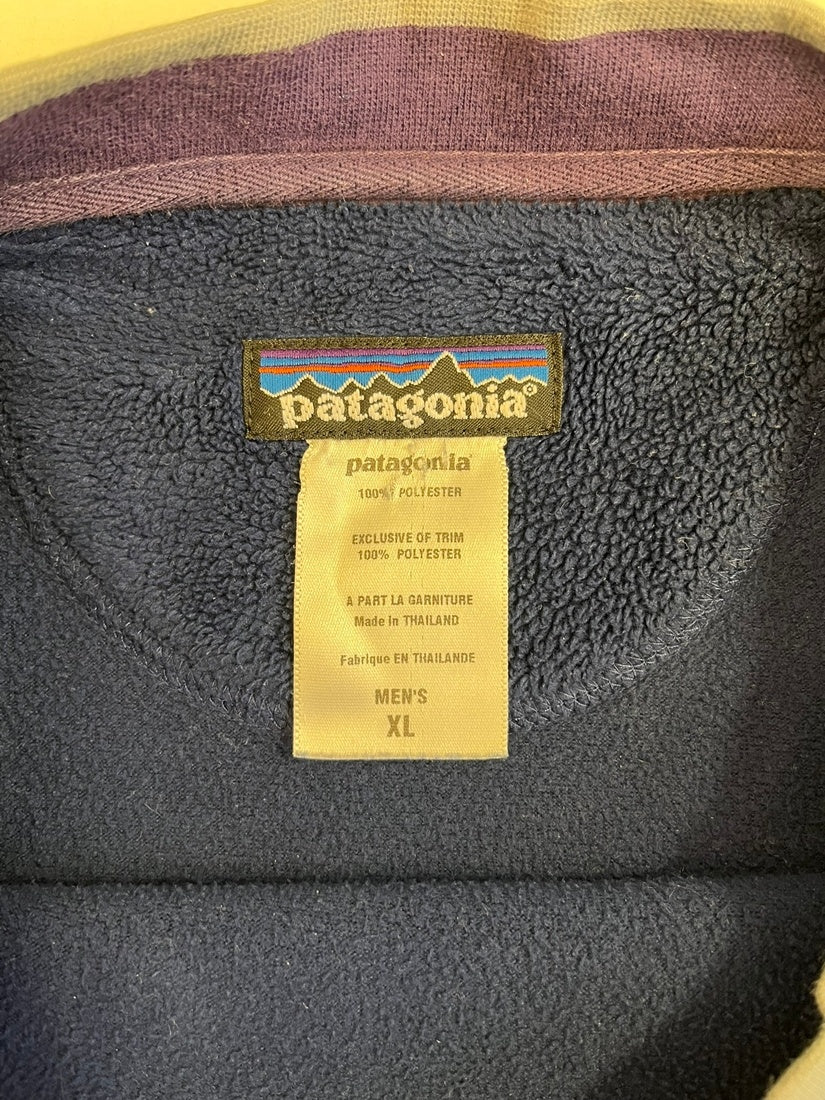 patagonia®
patagonia®
100% POLYESTER
EXCLUSIVE OF TRIM
100% POLYESTER
A PART LA GARNITURE
Made in THAILAND
Fabrique EN THAILANDE
MEN'S
XL